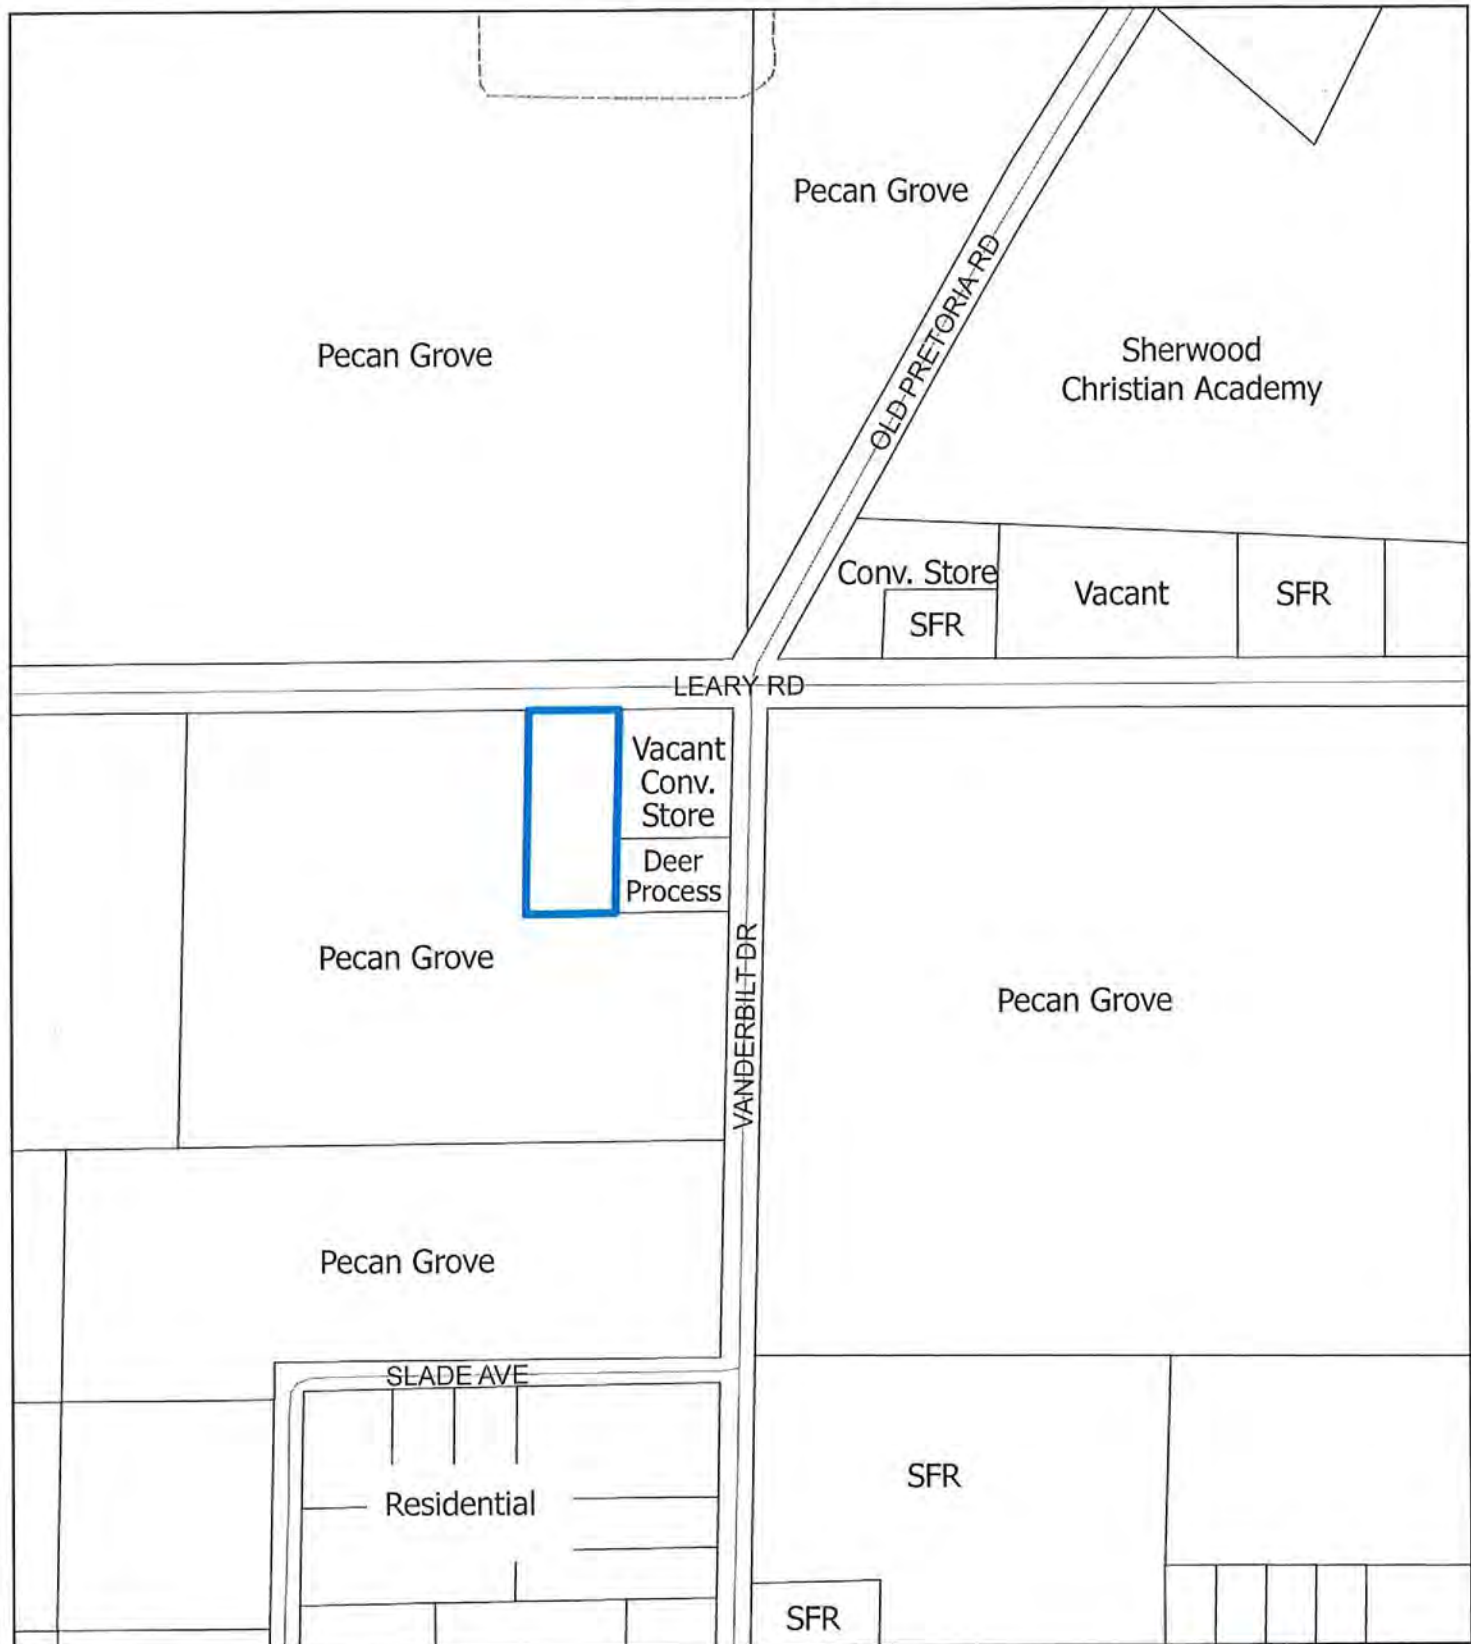 Pecan Grove
OLD PRETORIA RD
Pecan Grove
Sherwood
Christian Academy
Conv. Store
SFR
Vacant
SFR
LEARY RD
Vacant
Conv.
Store
Deer
Process
VANDERBILT DR
Pecan Grove
Pecan Grove
Pecan Grove
SLADE AVE
Residential
SFR
SFR